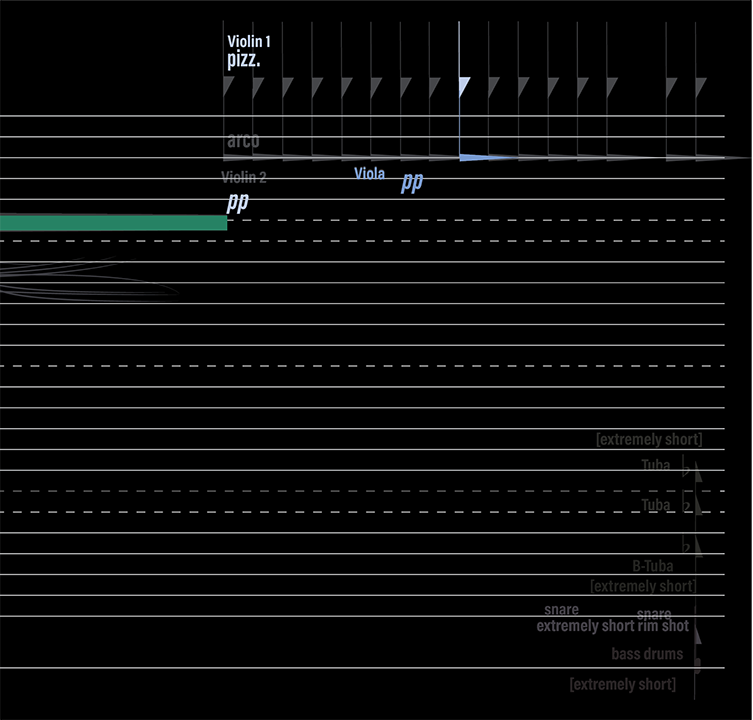 Violin 1
pizz.
arco
Violin 2
Viola
pp
pp
[extremely short]
Tuba
Tuba
B-Tuba
[extremely short]
snare
snare
extremely short rim shot
bass drums
[extremely short]